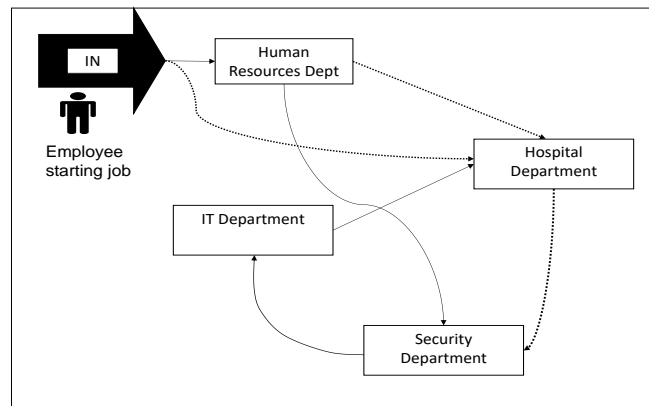 IN
Employee
starting job
Human
Resources Dept
Hospital
Department
IT Department
Security
Department